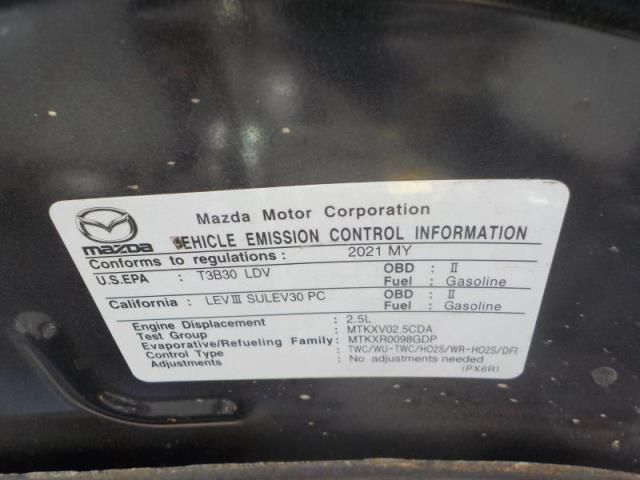 Mazda Motor Corporation
mazda VEHICLE EMISSION CONTROL INFORMATION
Conforms to regulations : 2021 MY
U.S.EPA : T3B30 LDV OBD : II
Fuel : Gasoline
California : LEVIII SULEV30 PC OBD : II
Fuel : Gasoline
Engine Displacement : 2.5L
Test Group : MTKXV02.5CDA
Evaporative/Refueling Family : MTKXR0098GDP
Control Type : TWC/WU-TWC/HO2S/WR-HO2S/DFI
Adjustments : No adjustments needed
(PX6R)